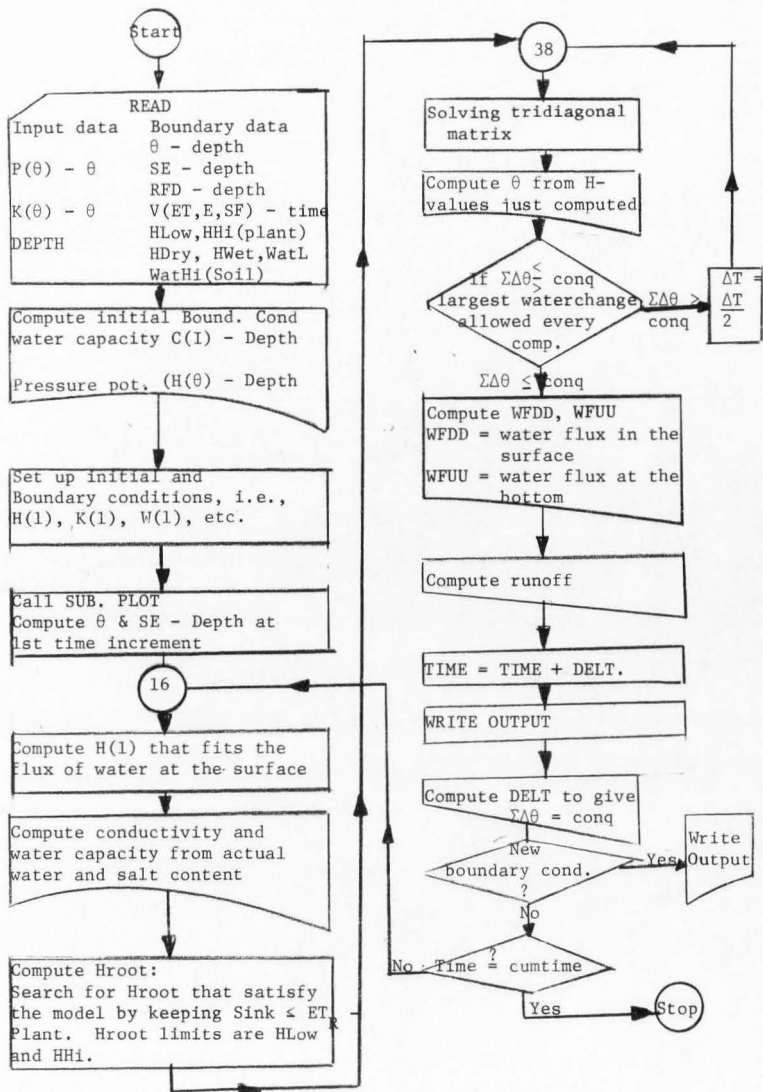 Start
READ
Input data Boundary data
θ - depth
P(θ) - θ SE - depth
RFD - depth
K(θ) - θ V(ET,E,SF) - time
DEPTH HLow,HHi(plant)
HDry, HWet,WatL
WatHi(Soil)
Compute initial Bound. Cond
water capacity C(I) - Depth
Pressure pot. (H(θ) - Depth
Set up initial and
Boundary conditions, i.e.,
H(1), K(1), W(1), etc.
Call SUB. PLOT
Compute θ & SE - Depth at
1st time increment
16
Compute H(1) that fits the
flux of water at the surface
Compute conductivity and
water capacity from actual
water and salt content
Compute Hroot:
Search for Hroot that satisfy
the model by keeping Sink ≤ ET
R
Plant. Hroot limits are HLow
and HHi.
38
Solving tridiagonal
matrix
Compute θ from H-
values just computed
If ΣΔθ ≤ > conq
largest waterchange
allowed every
comp.
ΣΔθ >
conq
ΔT =
ΔT
2
ΣΔθ ≤ conq
Compute WFDD, WFUU
WFDD = water flux in the
surface
WFUU = water flux at the
bottom
Compute runoff
TIME = TIME + DELT.
WRITE OUTPUT
Compute DELT to give
ΣΔθ = conq
New
boundary cond.
?
Yes
Write
Output
No
?
Time = cumtime
No
Yes
Stop